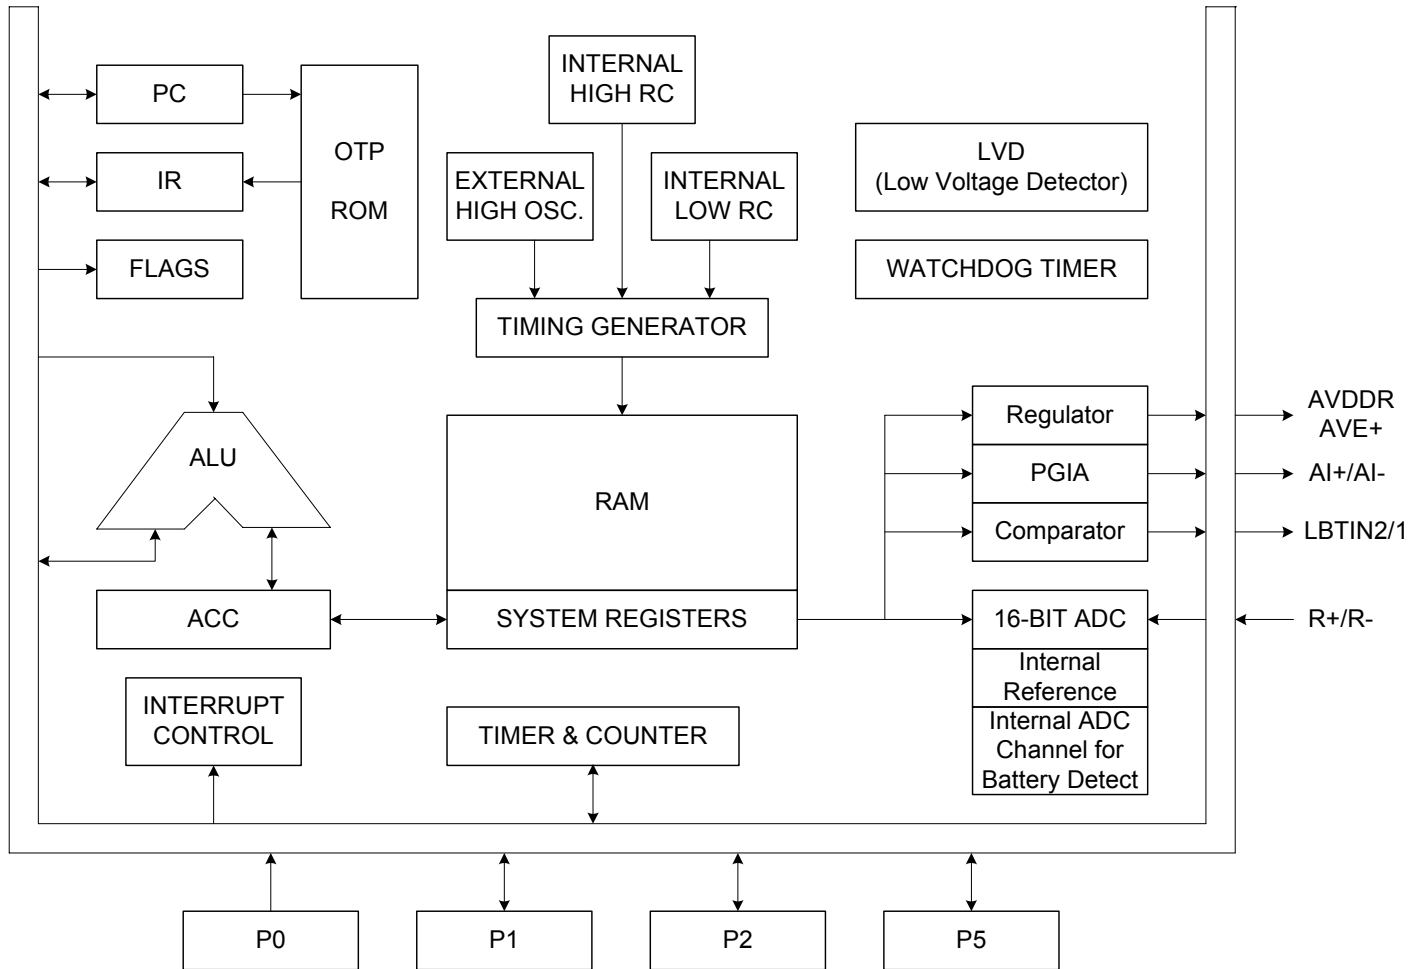 PC
IR
FLAGS
OTP
ROM
INTERNAL
HIGH RC
EXTERNAL
HIGH OSC.
INTERNAL
LOW RC
TIMING GENERATOR
LVD
(Low Voltage Detector)
WATCHDOG TIMER
ALU
ACC
RAM
SYSTEM REGISTERS
Regulator
PGIA
Comparator
16-BIT ADC
Internal
Reference
Internal ADC
Channel for
Battery Detect
AVDDR
AVE+
AI+/AI-
LBTIN2/1
R+/R-
INTERRUPT
CONTROL
TIMER & COUNTER
P0
P1
P2
P5